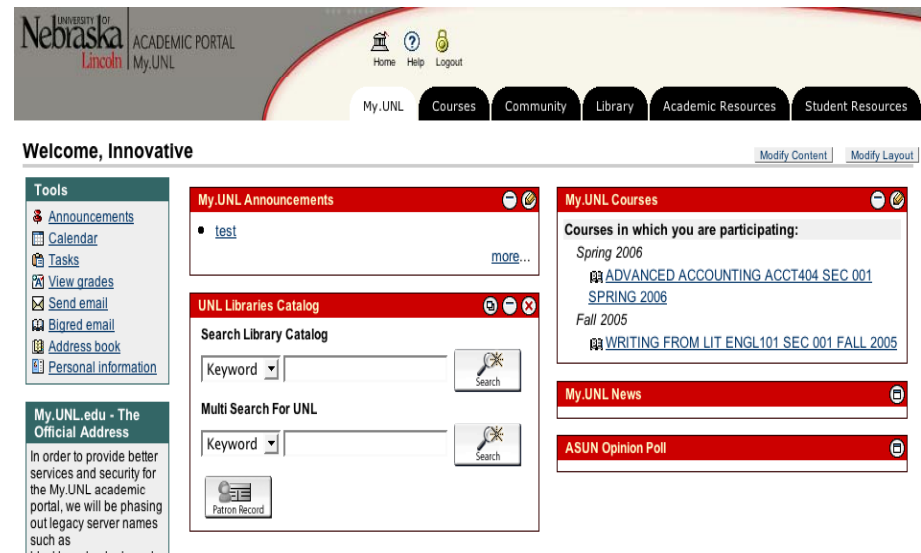 UNIVERSITY OF
Nebraska
Lincoln
ACADEMIC PORTAL
My.UNL
Home Help Logout
My.UNL Courses Community Library Academic Resources Student Resources
Welcome, Innovative
Modify Content Modify Layout
Tools
Announcements
Calendar
Tasks
View grades
Send email
Bigred email
Address book
Personal information
My.UNL.edu - The
Official Address
In order to provide better
services and security for
the My.UNL academic
portal, we will be phasing
out legacy server names
such as
My.UNL Announcements
test
more...
UNL Libraries Catalog
Search Library Catalog
Keyword
Search
Multi Search For UNL
Keyword
Search
Patron Record
My.UNL Courses
Courses in which you are participating:
Spring 2006
ADVANCED ACCOUNTING ACCT404 SEC 001
SPRING 2006
Fall 2005
WRITING FROM LIT ENGL101 SEC 001 FALL 2005
My.UNL News
ASUN Opinion Poll